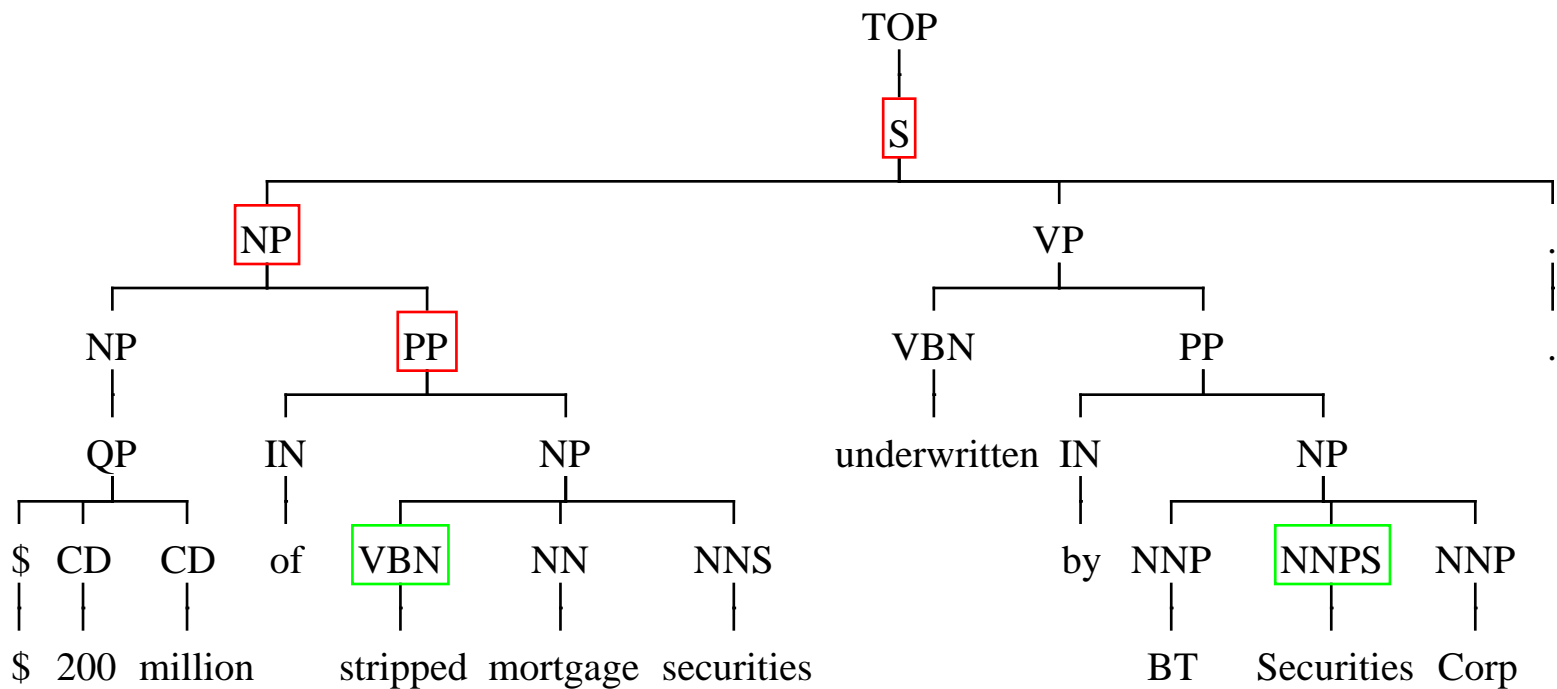 TOP
S
NP VP .
NP PP VBN PP .
QP IN NP underwritten IN NP
$ CD CD of VBN NN NNS by NNP NNPS NNP
$ 200 million stripped mortgage securities BT Securities Corp